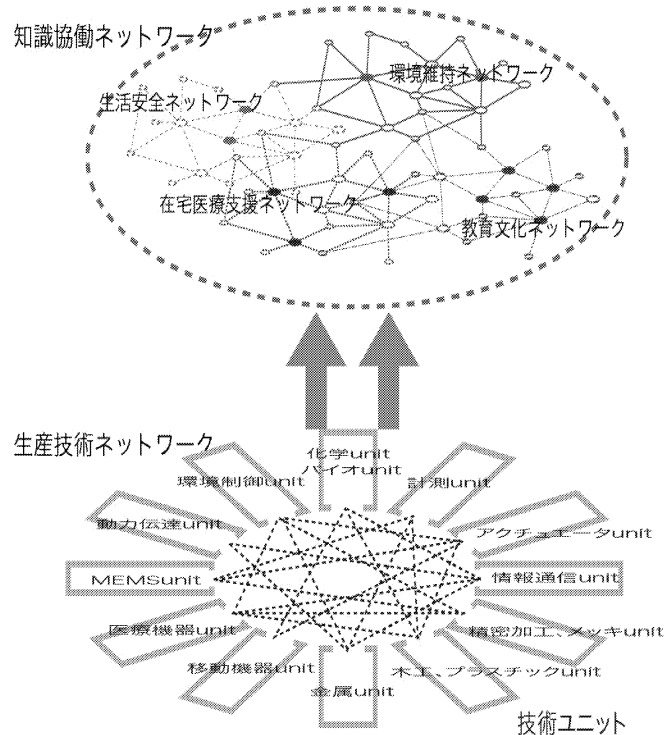 知識協働ネットワーク
環境維持ネットワーク
生活安全ネットワーク
在宅医療支援ネットワーク
教育文化ネットワーク
生産技術ネットワーク
化学unit
バイオunit
環境制御unit
計測unit
動力伝達unit
アクチュエータunit
MEMSunit
情報通信unit
医療機器unit
精密加工、メッキunit
移動機器unit
木工、プラスチックunit
金属unit
技術ユニット